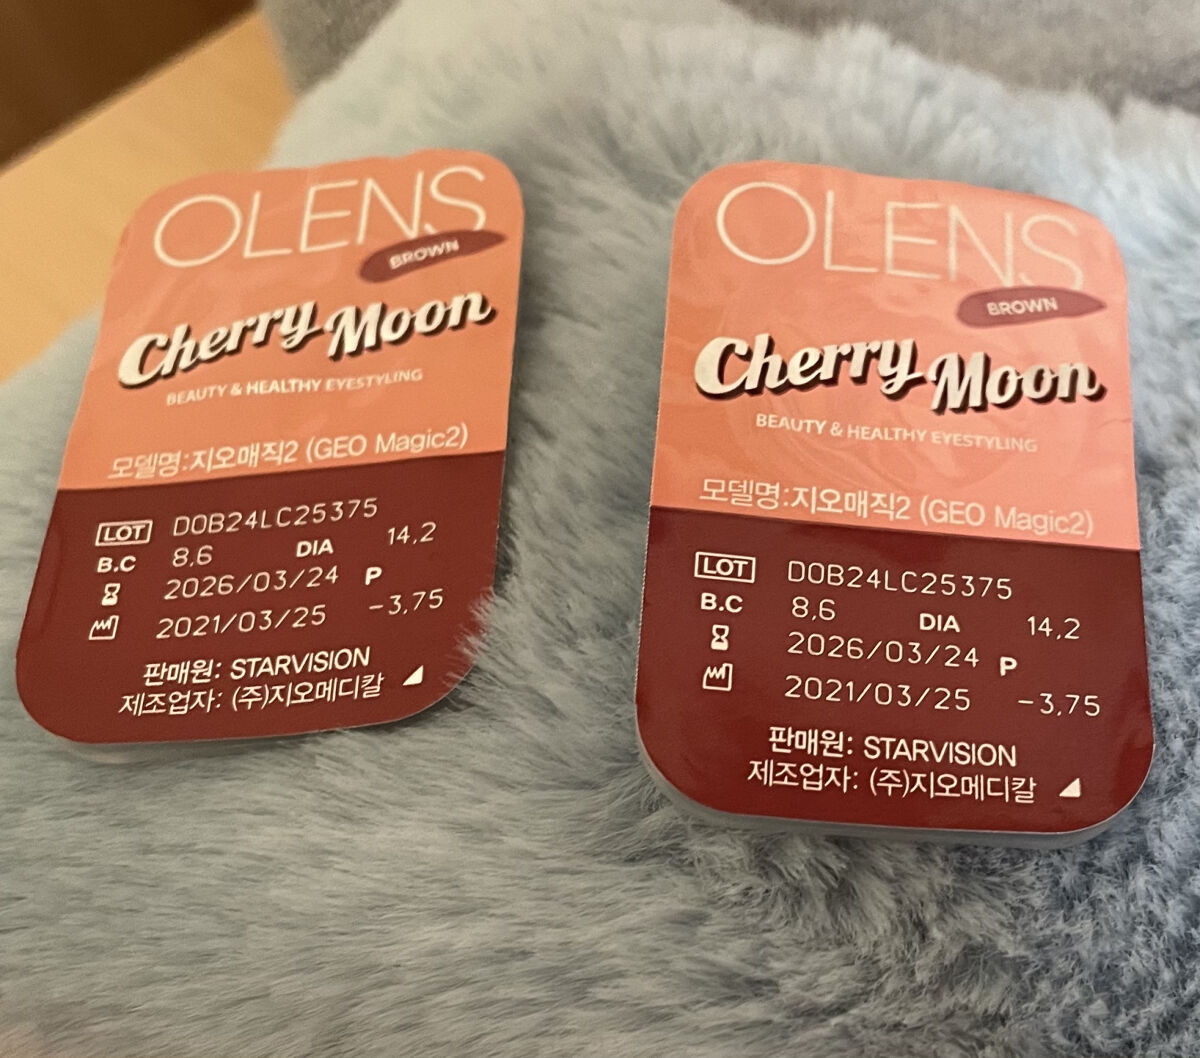 OLENS
BROWN
Cherry Moon
BEAUTY & HEALTHY EYESTYLING
모델명:지오매직2 (GEO Magic2)
LOT DOB24LC25375
B.C 8.6 DIA 14.2
2026/03/24 P
2021/03/25 -3.75
판매원: STARVISION
제조업자: (주)지오메디칼
OLENS
BROWN
Cherry Moon
BEAUTY & HEALTHY EYESTYLING
모델명:지오매직2 (GEO Magic2)
LOT DOB24LC25375
B.C 8.6 DIA 14.2
2026/03/24 P
2021/03/25 -3.75
판매원: STARVISION
제조업자: (주)지오메디칼